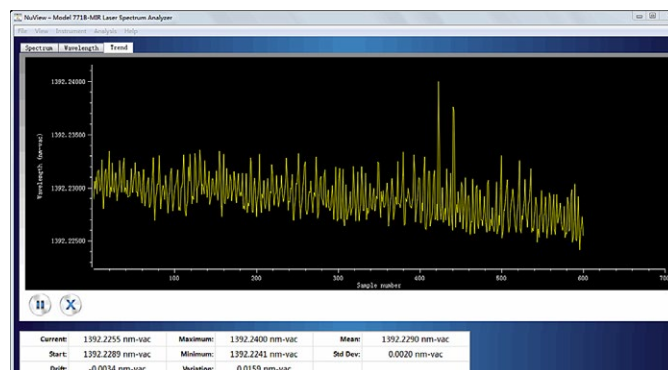 NuView - Model 771B-MIR Laser Spectrum Analyzer
File View Instrument Analysis Help
Spectrum Wavelength Trend
1392.24000
1392.23500
1392.23000
1392.22500
Wavelength (nm-vac)
100 200 300 400 500 600 700
Sample number
Current: 1392.2255 nm-vac Maximum: 1392.2400 nm-vac Mean: 1392.2290 nm-vac
Start: 1392.2289 nm-vac Minimum: 1392.2241 nm-vac Std Dev: 0.0020 nm-vac
Drift: -0.0034 nm-vac Variation: 0.0159 nm-vac